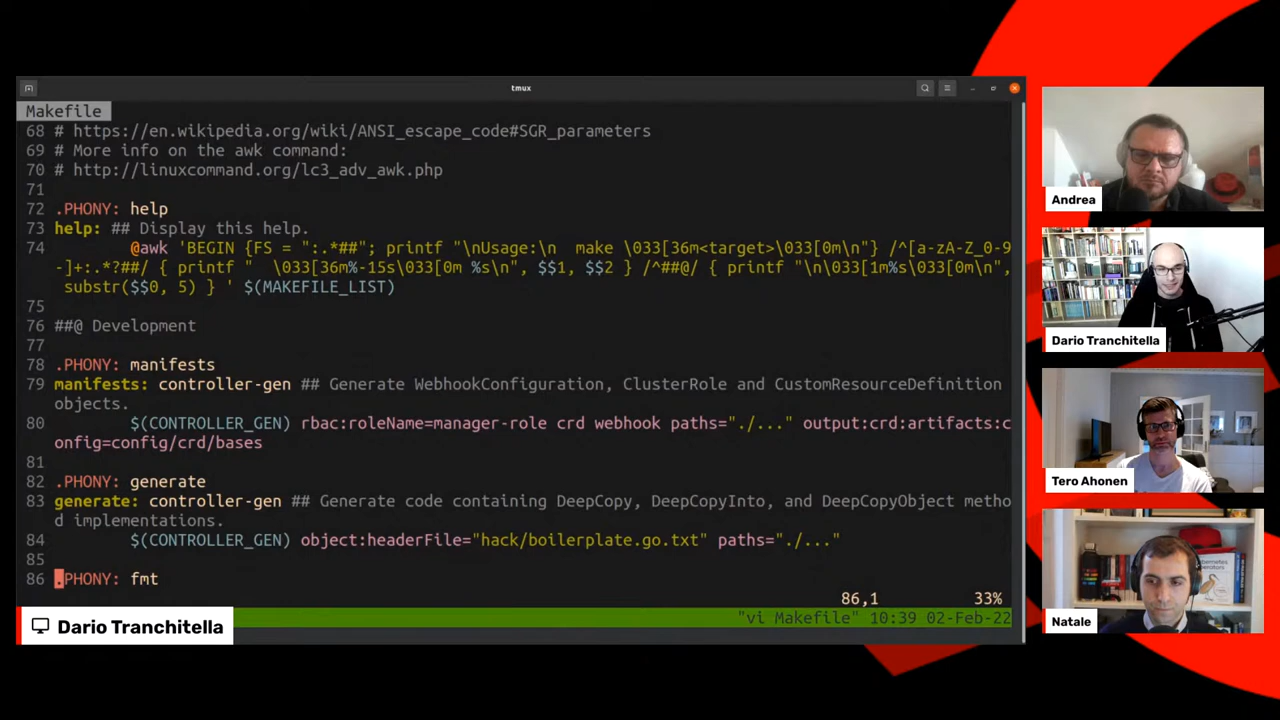 tmux
Makefile
68 # https://en.wikipedia.org/wiki/ANSI_escape_code#SGR_parameters
69 # More info on the awk command:
70 # http://linuxcommand.org/lc3_adv_awk.php
71
72 .PHONY: help
73 help: ## Display this help.
74 @awk 'BEGIN {FS = ":.*##"; printf "\nUsage:\n  make \033[36m<target>\033[0m\n"} /^[a-zA-Z_0-9
-]+:.*?##/ { printf "  \033[36m%-15s\033[0m %s\n", $$1, $$2 } /^##@/ { printf "\n\033[1m%s\033[0m\n",
substr($$0, 5) } ' $(MAKEFILE_LIST)
75
76 ##@ Development
77
78 .PHONY: manifests
79 manifests: controller-gen ## Generate WebhookConfiguration, ClusterRole and CustomResourceDefinition
objects.
80 $(CONTROLLER_GEN) rbac:roleName=manager-role crd webhook paths="./..." output:crd:artifacts:c
onfig=config/crd/bases
81
82 .PHONY: generate
83 generate: controller-gen ## Generate code containing DeepCopy, DeepCopyInto, and DeepCopyObject metho
d implementations.
84 $(CONTROLLER_GEN) object:headerFile="hack/boilerplate.go.txt" paths="./..."
85
86 .PHONY: fmt
86,1 33%
"vi Makefile" 10:39 02-Feb-22
Dario Tranchitella
Andrea
Dario Tranchitella
Tero Ahonen
Natale